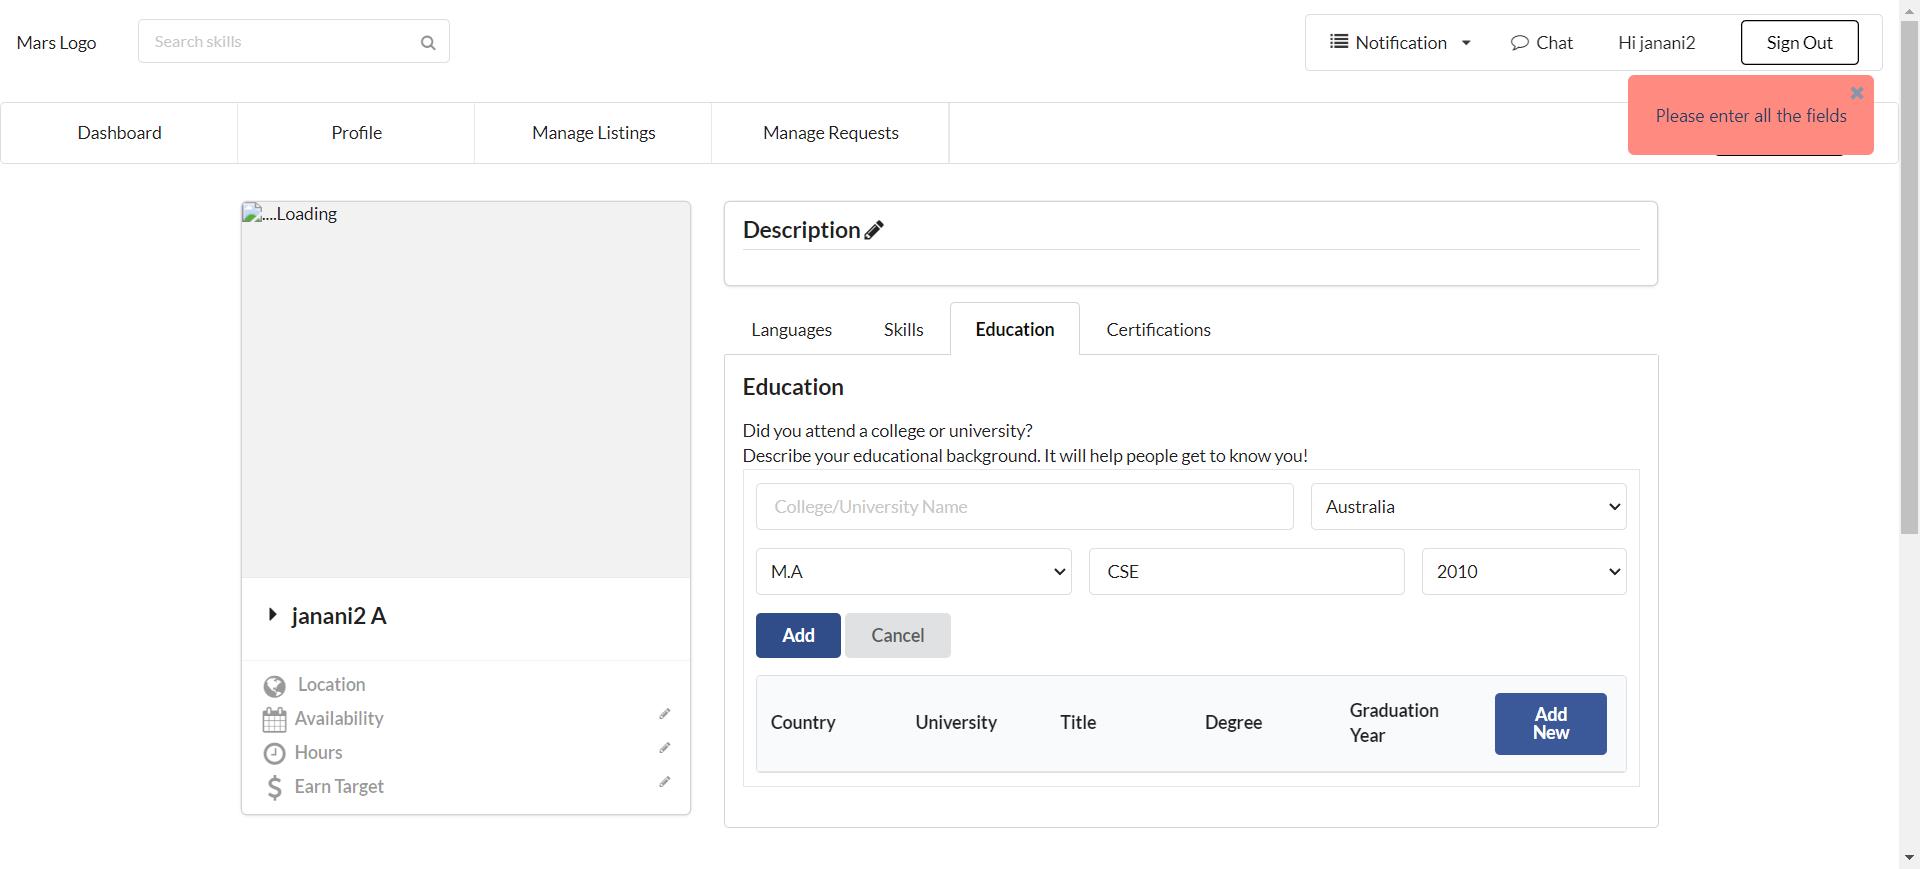 Mars Logo
Search skills
Notification
Chat
Hi janani2
Sign Out
Please enter all the fields
Dashboard
Profile
Manage Listings
Manage Requests
....Loading
janani2 A
Location
Availability
Hours
Earn Target
Description
Languages
Skills
Education
Certifications
Education
Did you attend a college or university?
Describe your educational background. It will help people get to know you!
College/University Name
Australia
M.A
CSE
2010
Add
Cancel
Country
University
Title
Degree
Graduation
Year
Add
New